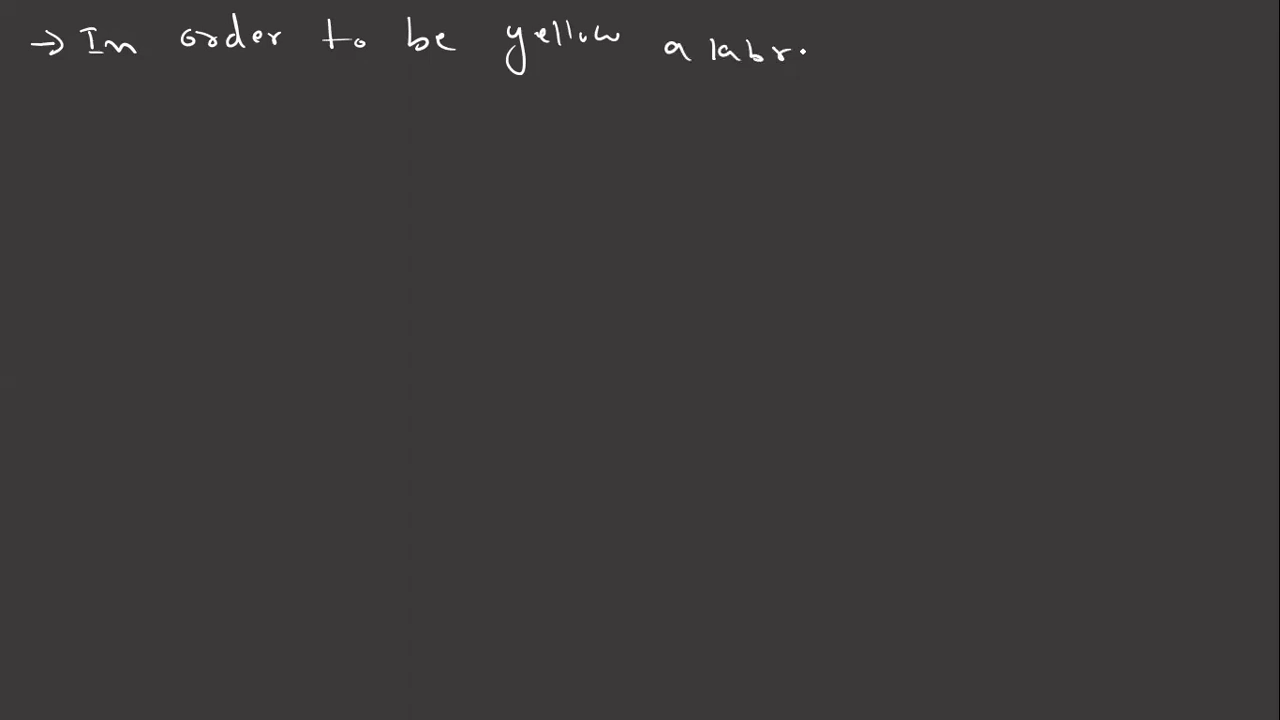 → In order to be yellow a labr.